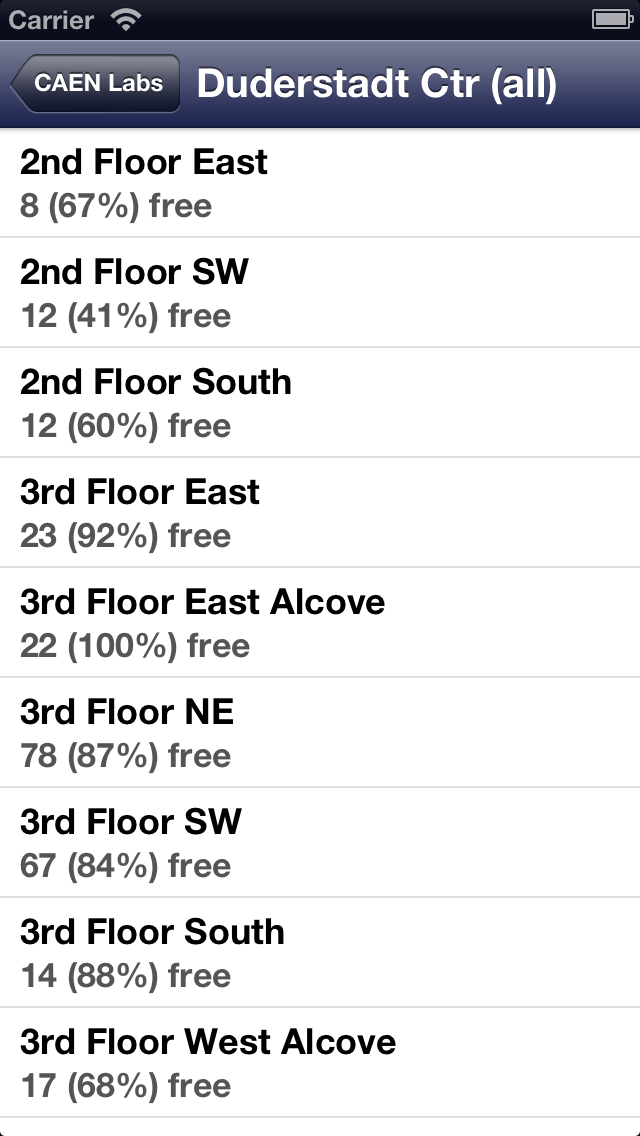 Carrier
CAEN Labs
Duderstadt Ctr (all)
2nd Floor East
8 (67%) free
2nd Floor SW
12 (41%) free
2nd Floor South
12 (60%) free
3rd Floor East
23 (92%) free
3rd Floor East Alcove
22 (100%) free
3rd Floor NE
78 (87%) free
3rd Floor SW
67 (84%) free
3rd Floor South
14 (88%) free
3rd Floor West Alcove
17 (68%) free